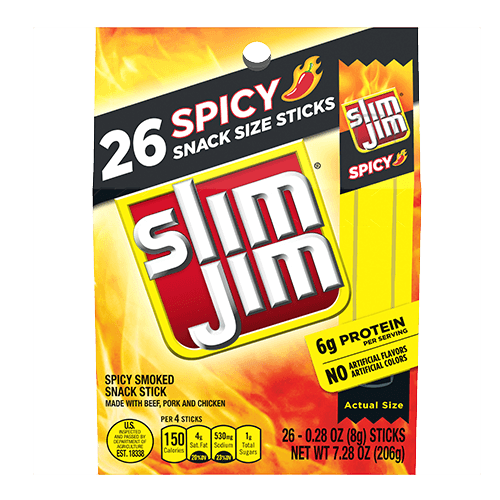 26 SPICY
SNACK SIZE STICKS
slim
jim®
slim
jim®
SPICY
6g PROTEIN
PER SERVING
NO ARTIFICIAL FLAVORS
ARTIFICIAL COLORS
SPICY SMOKED
SNACK STICK
MADE WITH BEEF, PORK AND CHICKEN
Actual Size
PER 4 STICKS
U.S.
INSPECTED
AND PASSED BY
DEPARTMENT OF
AGRICULTURE
EST. 18338
150
Calories
4g
Sat Fat
20%DV
530mg
Sodium
23%DV
1g
Total
Sugars
26 - 0.28 OZ (8g) STICKS
NET WT 7.28 OZ (206g)